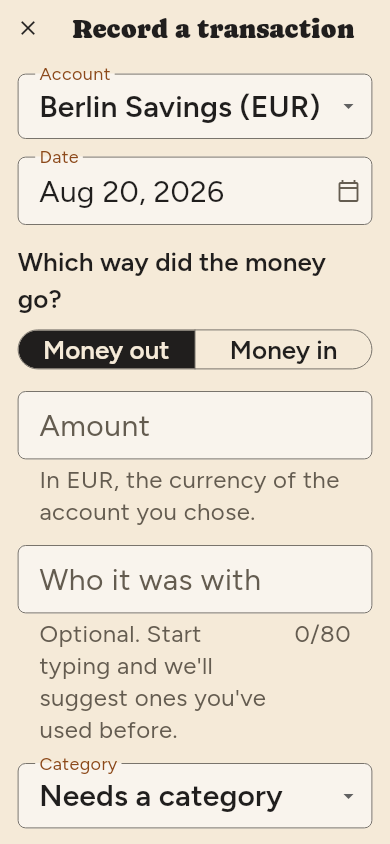 Record a transaction
Account
Berlin Savings (EUR)
Date
Aug 20, 2026
Which way did the money
go?
Money out
Money in
Amount
In EUR, the currency of the
account you chose.
Who it was with
Optional. Start
typing and we'll
suggest ones you've
used before.
0/80
Category
Needs a category